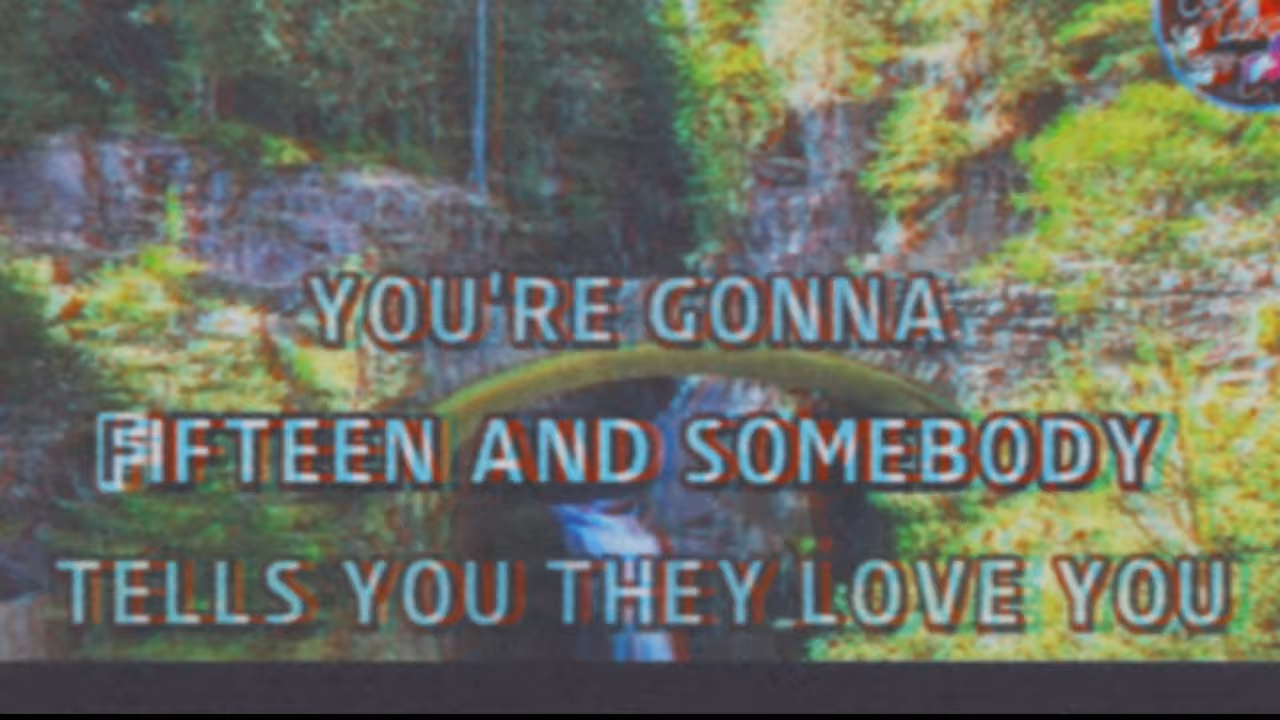 YOU'RE GONNA
FIFTEEN AND SOMEBODY
TELLS YOU THEY LOVE YOU